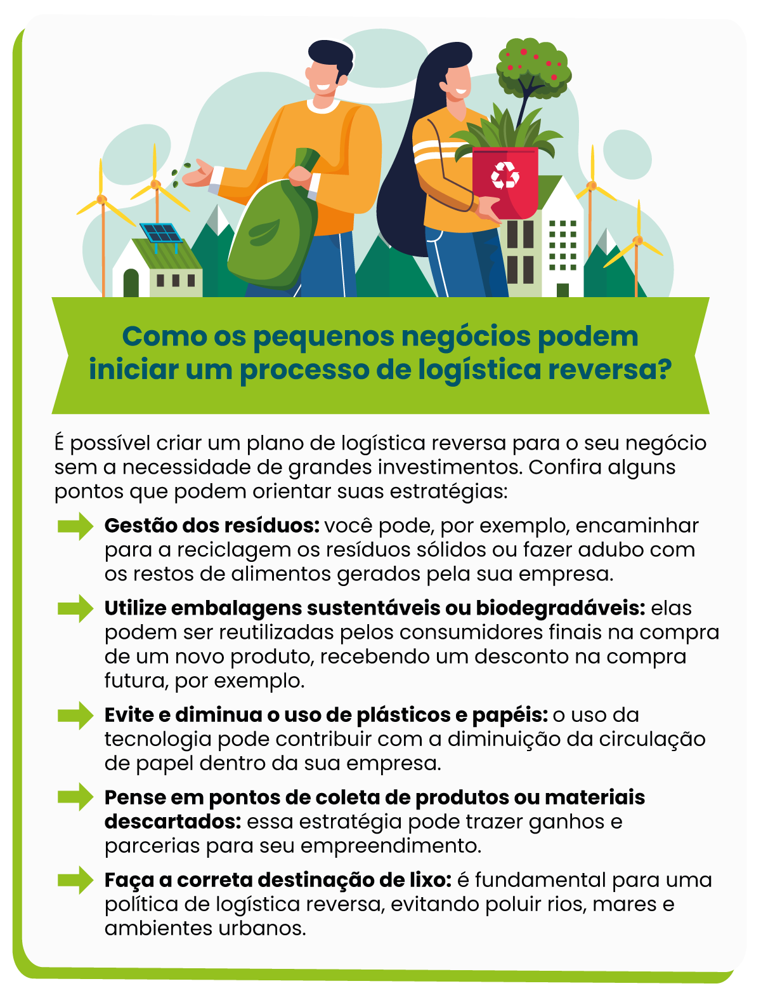 Como os pequenos negócios podem
iniciar um processo de logística reversa?
É possível criar um plano de logística reversa para o seu negócio
sem a necessidade de grandes investimentos. Confira alguns
pontos que podem orientar suas estratégias:
Gestão dos resíduos: você pode, por exemplo, encaminhar
para a reciclagem os resíduos sólidos ou fazer adubo com
os restos de alimentos gerados pela sua empresa.
Utilize embalagens sustentáveis ou biodegradáveis: elas
podem ser reutilizadas pelos consumidores finais na compra
de um novo produto, recebendo um desconto na compra
futura, por exemplo.
Evite e diminua o uso de plásticos e papéis: o uso da
tecnologia pode contribuir com a diminuição da circulação
de papel dentro da sua empresa.
Pense em pontos de coleta de produtos ou materiais
descartados: essa estratégia pode trazer ganhos e
parcerias para seu empreendimento.
Faça a correta destinação de lixo: é fundamental para uma
política de logística reversa, evitando poluir rios, mares e
ambientes urbanos.